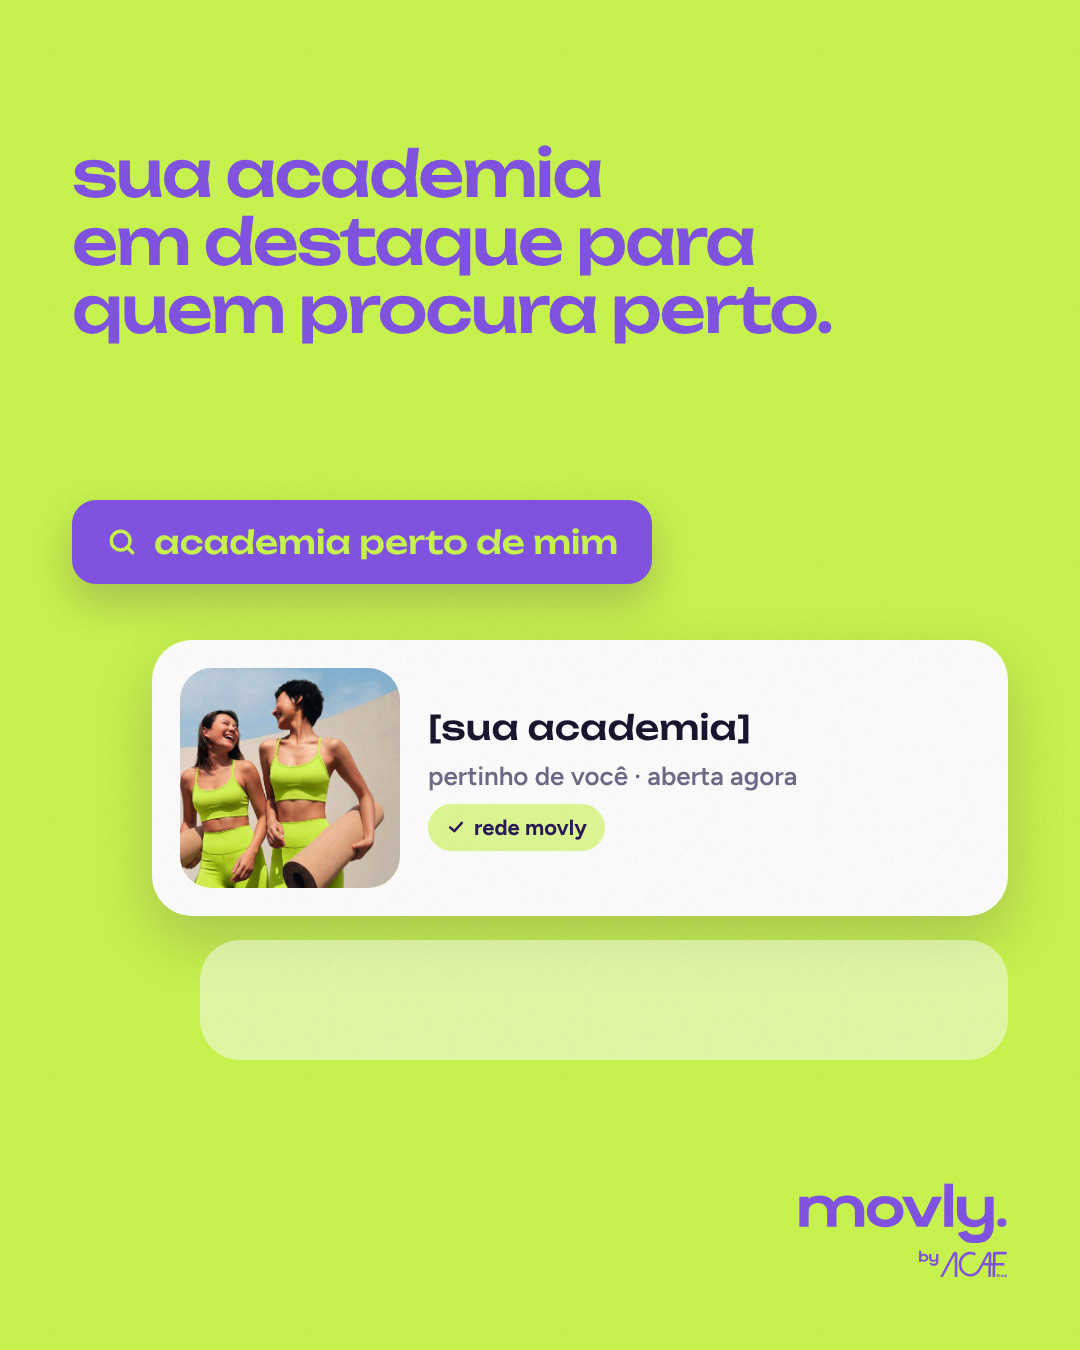 sua academia
em destaque para
quem procura perto.
academia perto de mim
[sua academia]
pertinho de você · aberta agora
rede movly
movly.
by ACAE